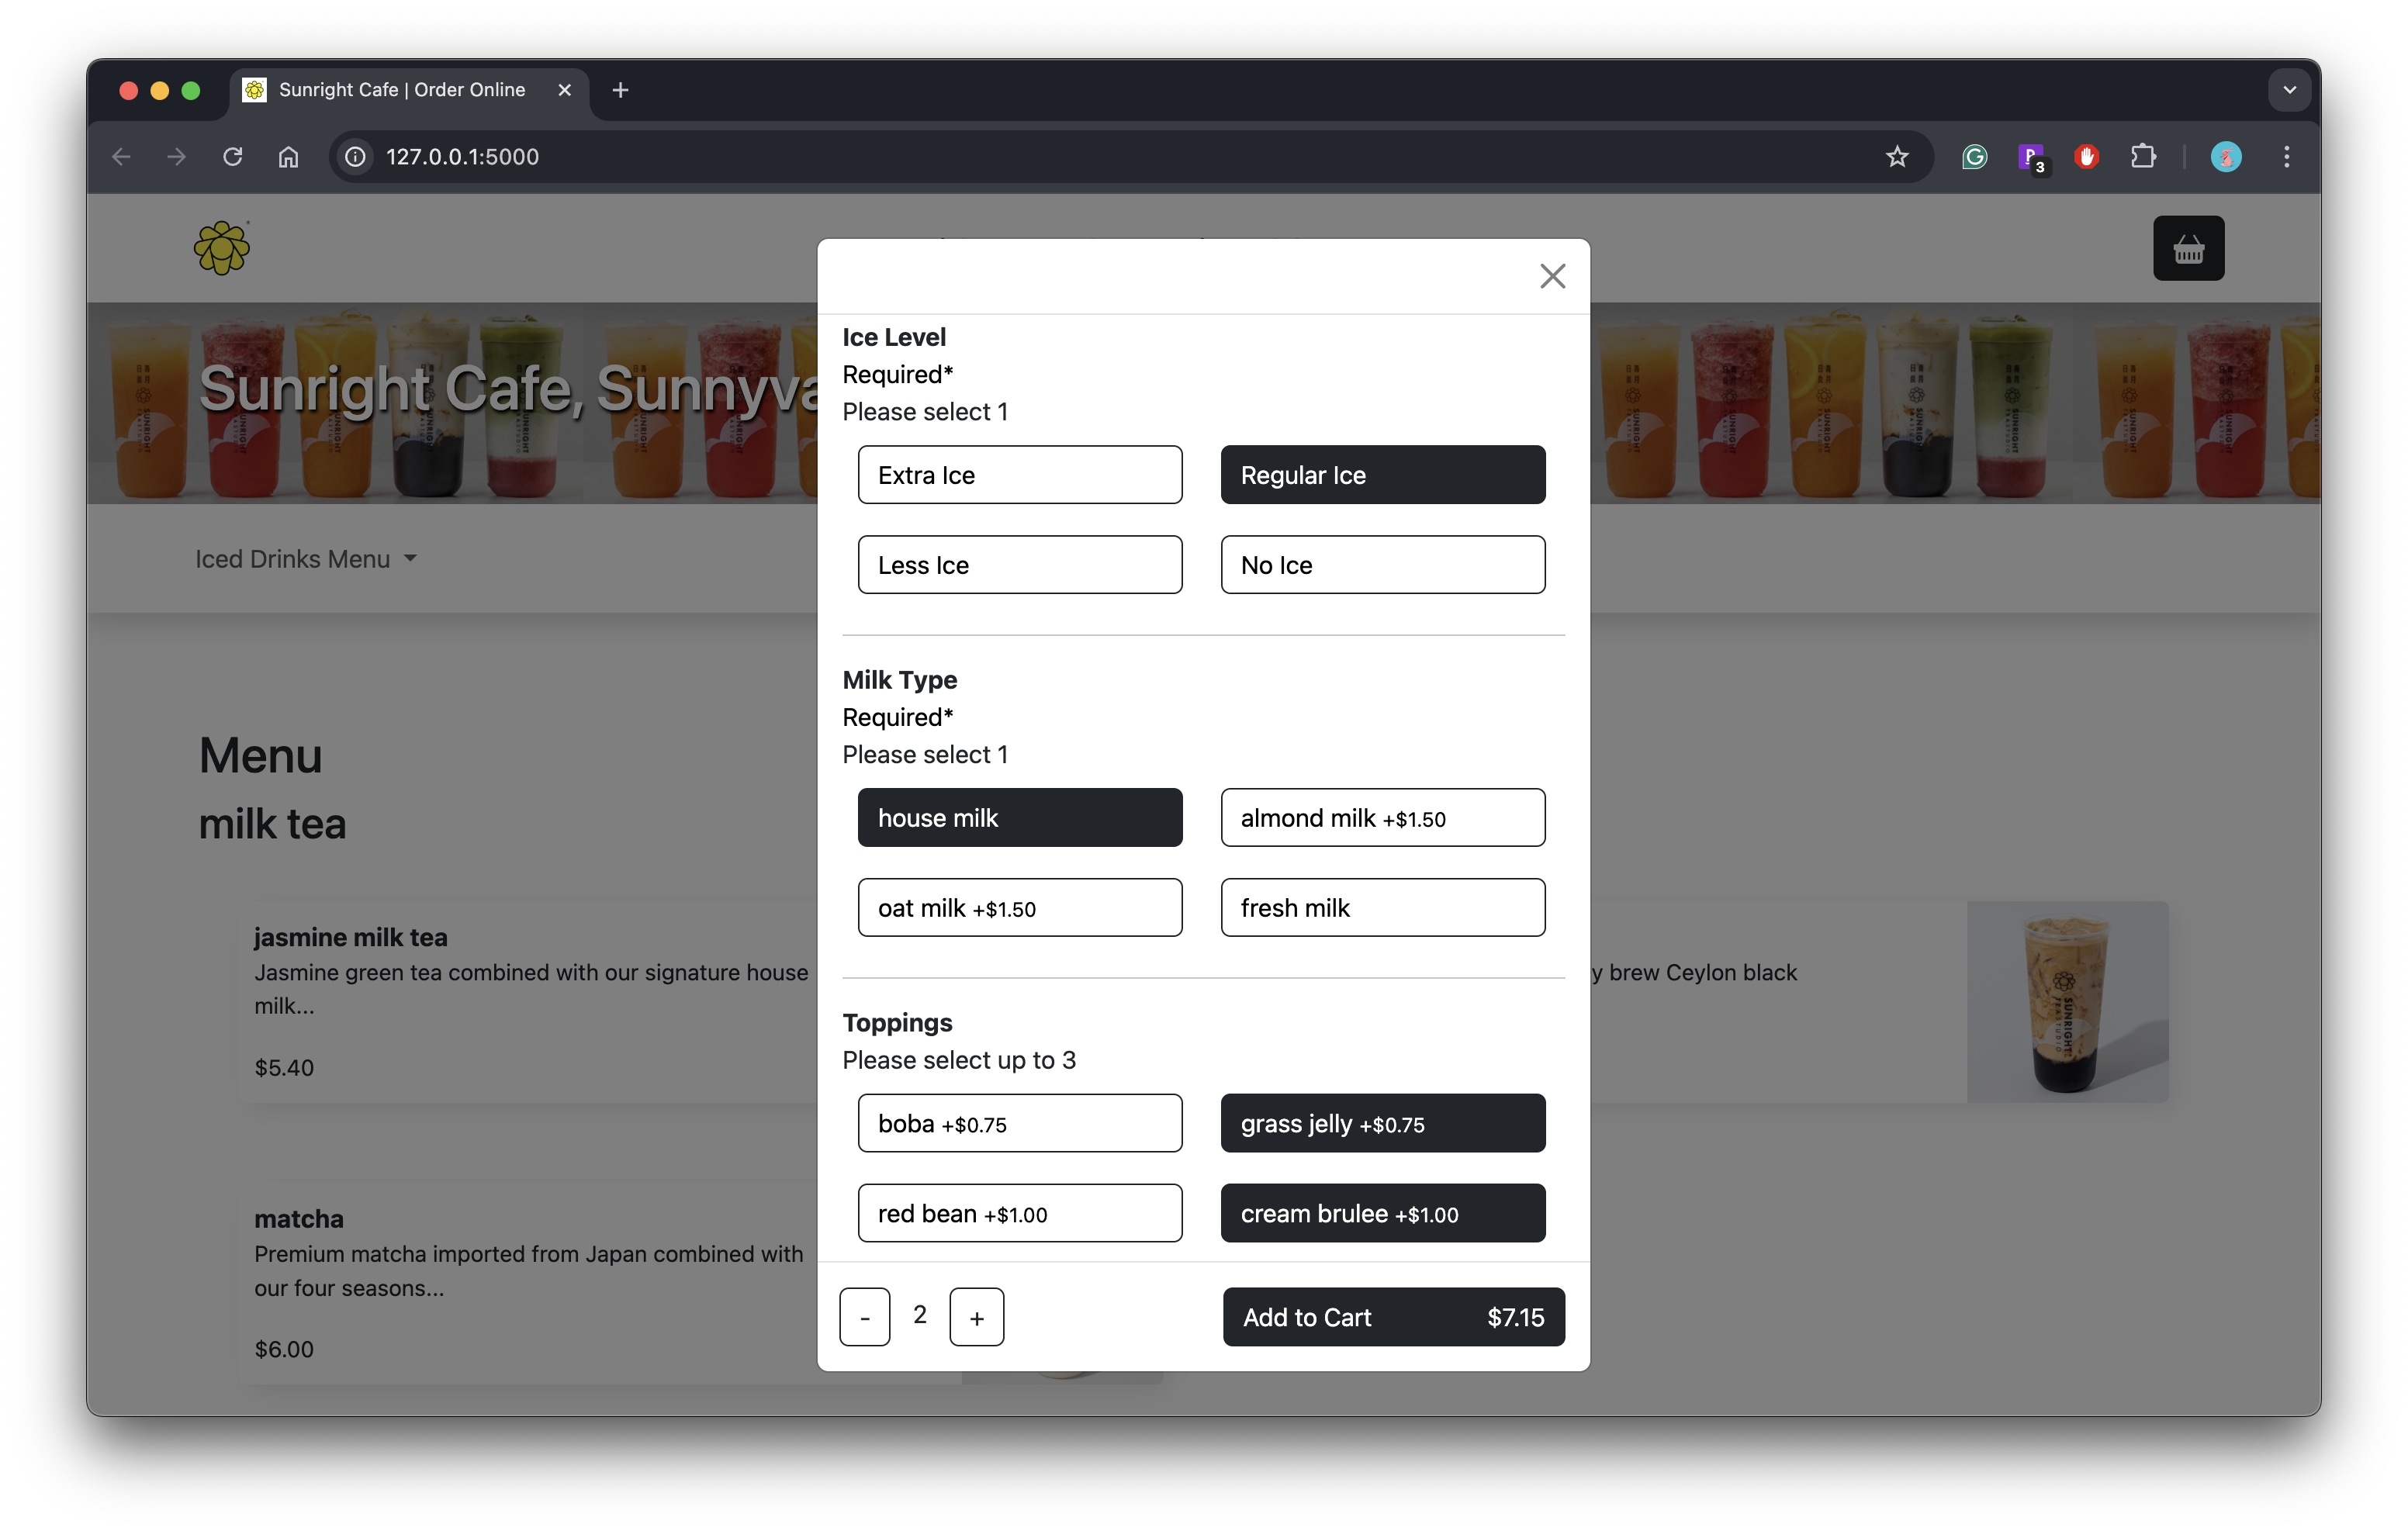 Sunright Cafe | Order Online
127.0.0.1:5000
3
Sunright Cafe, Sunnyva
Iced Drinks Menu
Menu
milk tea
jasmine milk tea
Jasmine green tea combined with our signature house
milk...
$5.40
y brew Ceylon black
matcha
Premium matcha imported from Japan combined with
our four seasons...
$6.00
Ice Level
Required*
Please select 1
Extra Ice
Regular Ice
Less Ice
No Ice
Milk Type
Required*
Please select 1
house milk
almond milk +$1.50
oat milk +$1.50
fresh milk
Toppings
Please select up to 3
boba +$0.75
grass jelly +$0.75
red bean +$1.00
cream brulee +$1.00
- 2 +
Add to Cart $7.15
SUNRIGHT